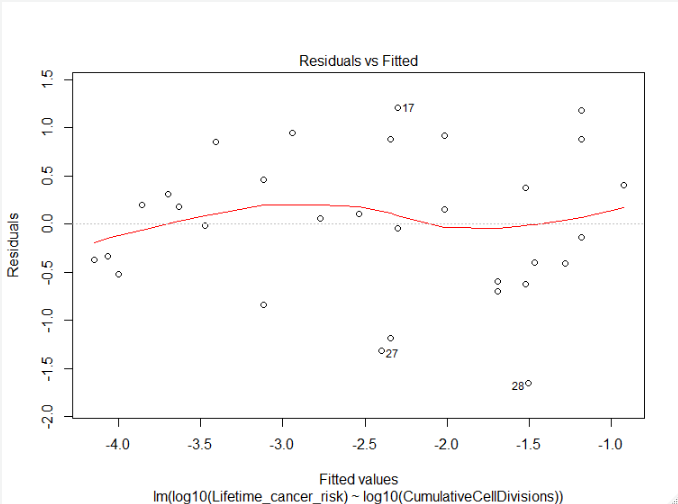 Residuals vs Fitted
1.5
1.0
0.5
0.0
-0.5
-1.0
-1.5
-2.0
Residuals
17
27
28
-4.0 -3.5 -3.0 -2.5 -2.0 -1.5 -1.0
Fitted values
lm(log10(Lifetime_cancer_risk) ~ log10(CumulativeCellDivisions))